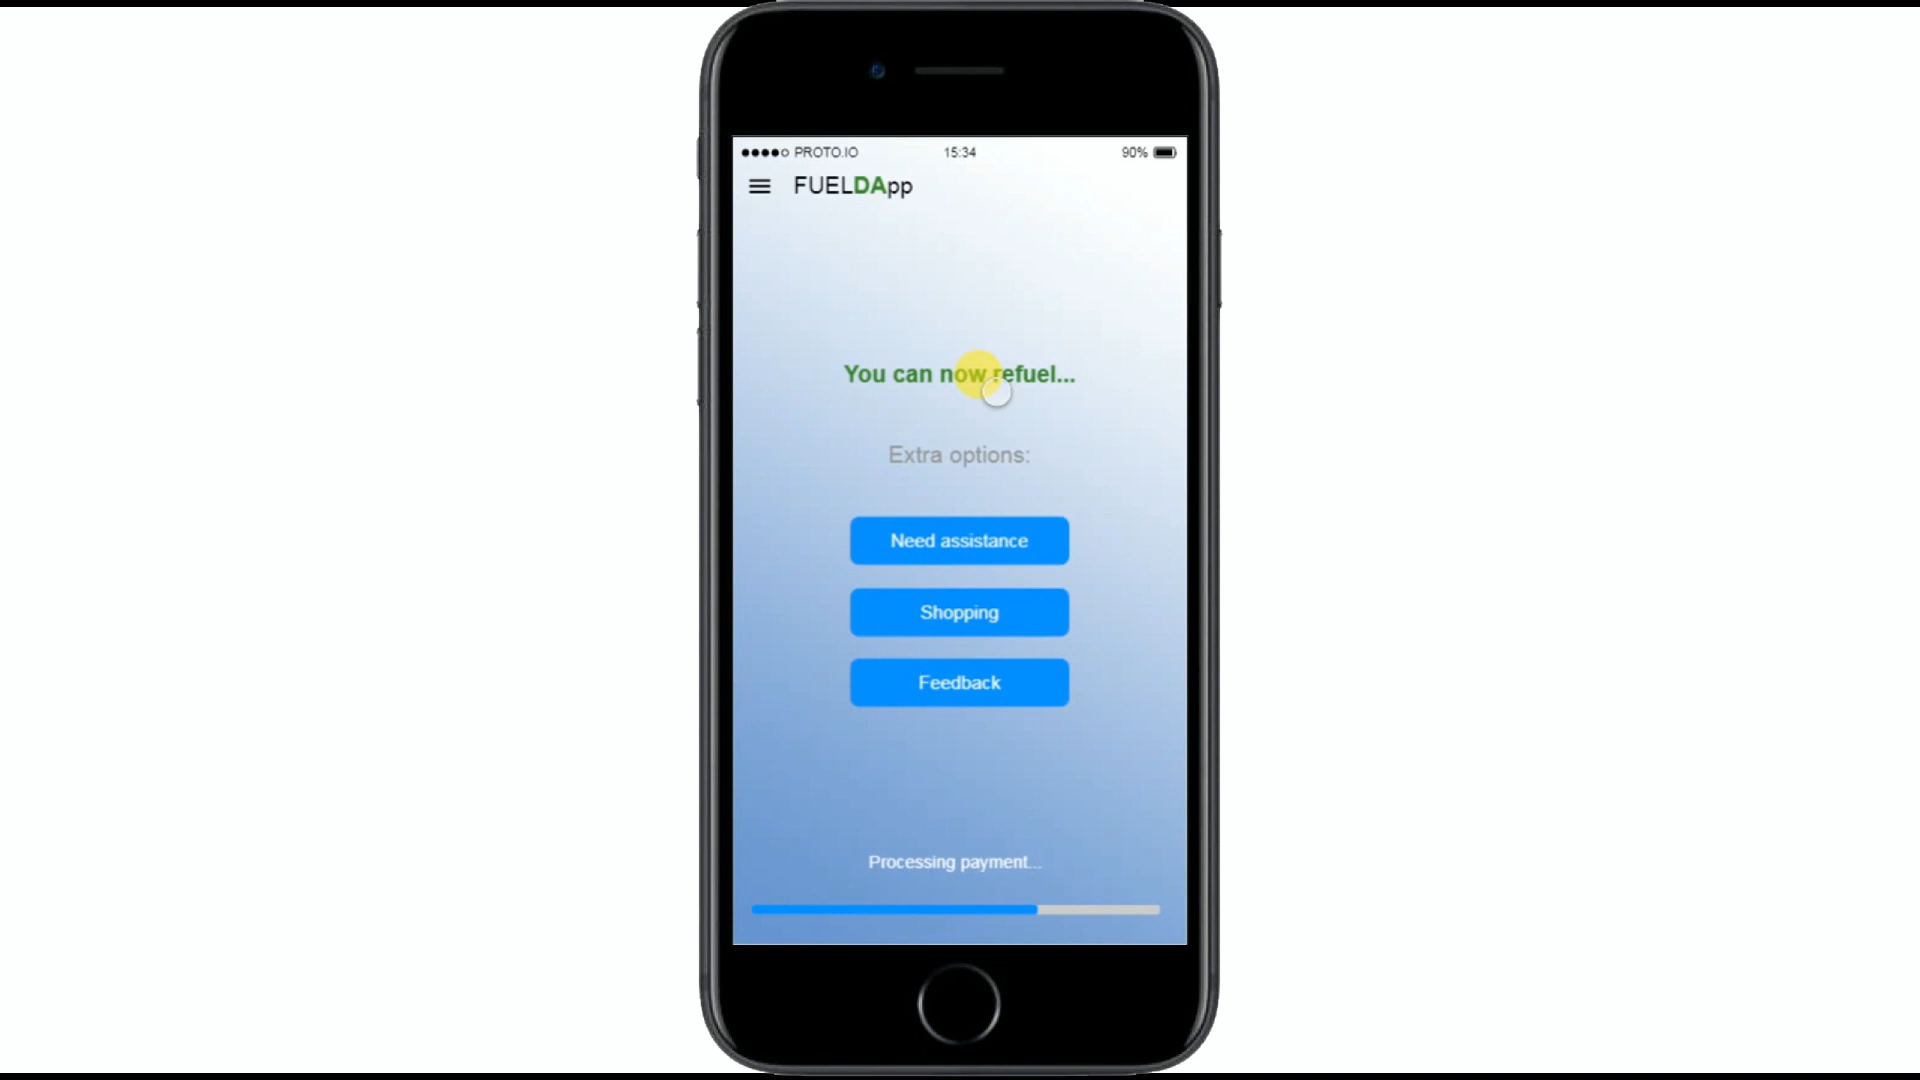 PROTO.IO 15:34 90%
FUELDApp
You can now refuel...
Extra options:
Need assistance
Shopping
Feedback
Processing payment...